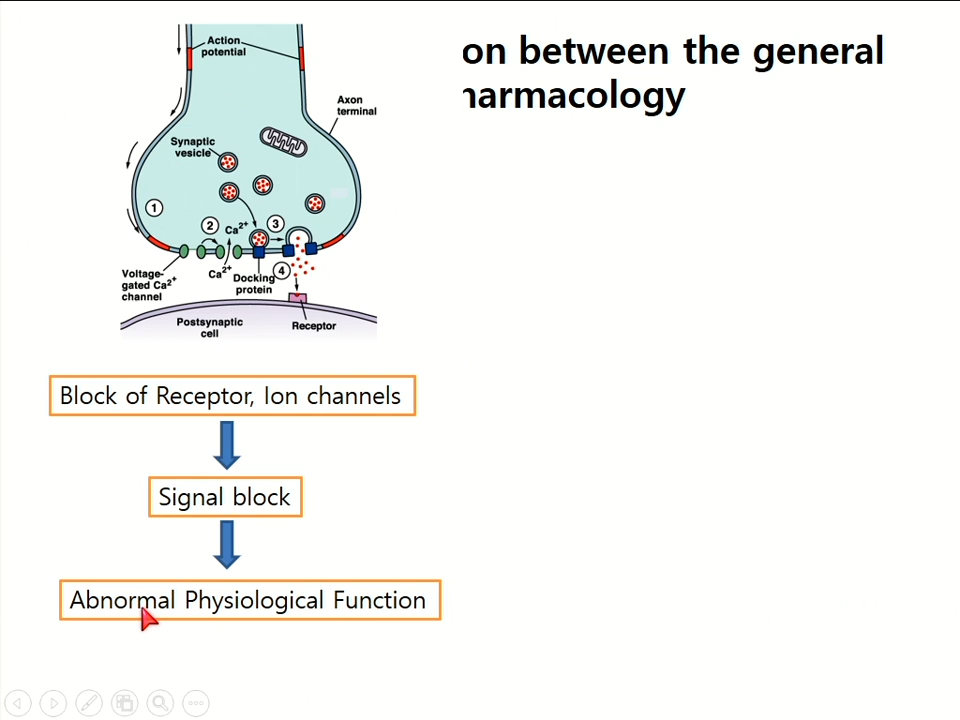 on between the general
harmacology
Action
potential
Axon
terminal
Synaptic
vesicle
1
2
Ca2+
3
Ca2+
4
Docking
protein
Voltage-
gated Ca2+
channel
Postsynaptic
cell
Receptor
Block of Receptor, Ion channels
Signal block
Abnormal Physiological Function